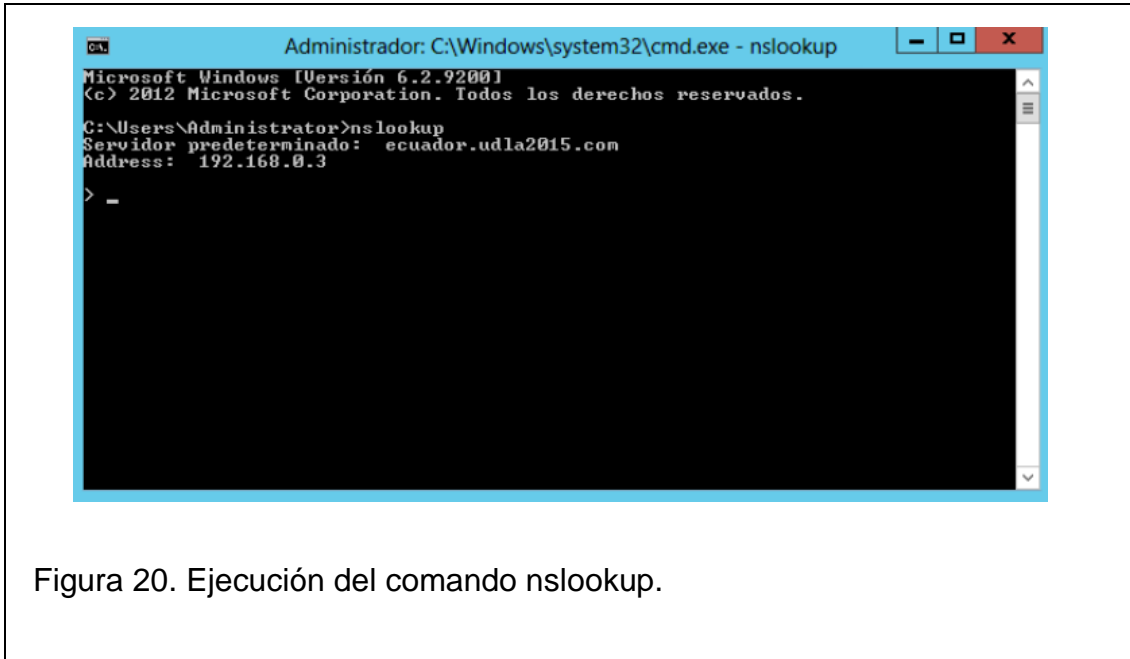 Administrador: C:\Windows\system32\cmd.exe - nslookup
Microsoft Windows [Versión 6.2.9200]
(c) 2012 Microsoft Corporation. Todos los derechos reservados.
C:\Users\Administrator>nslookup
Servidor predeterminado:  ecuador.udla2015.com
Address:  192.168.0.3
> _
Figura 20. Ejecución del comando nslookup.